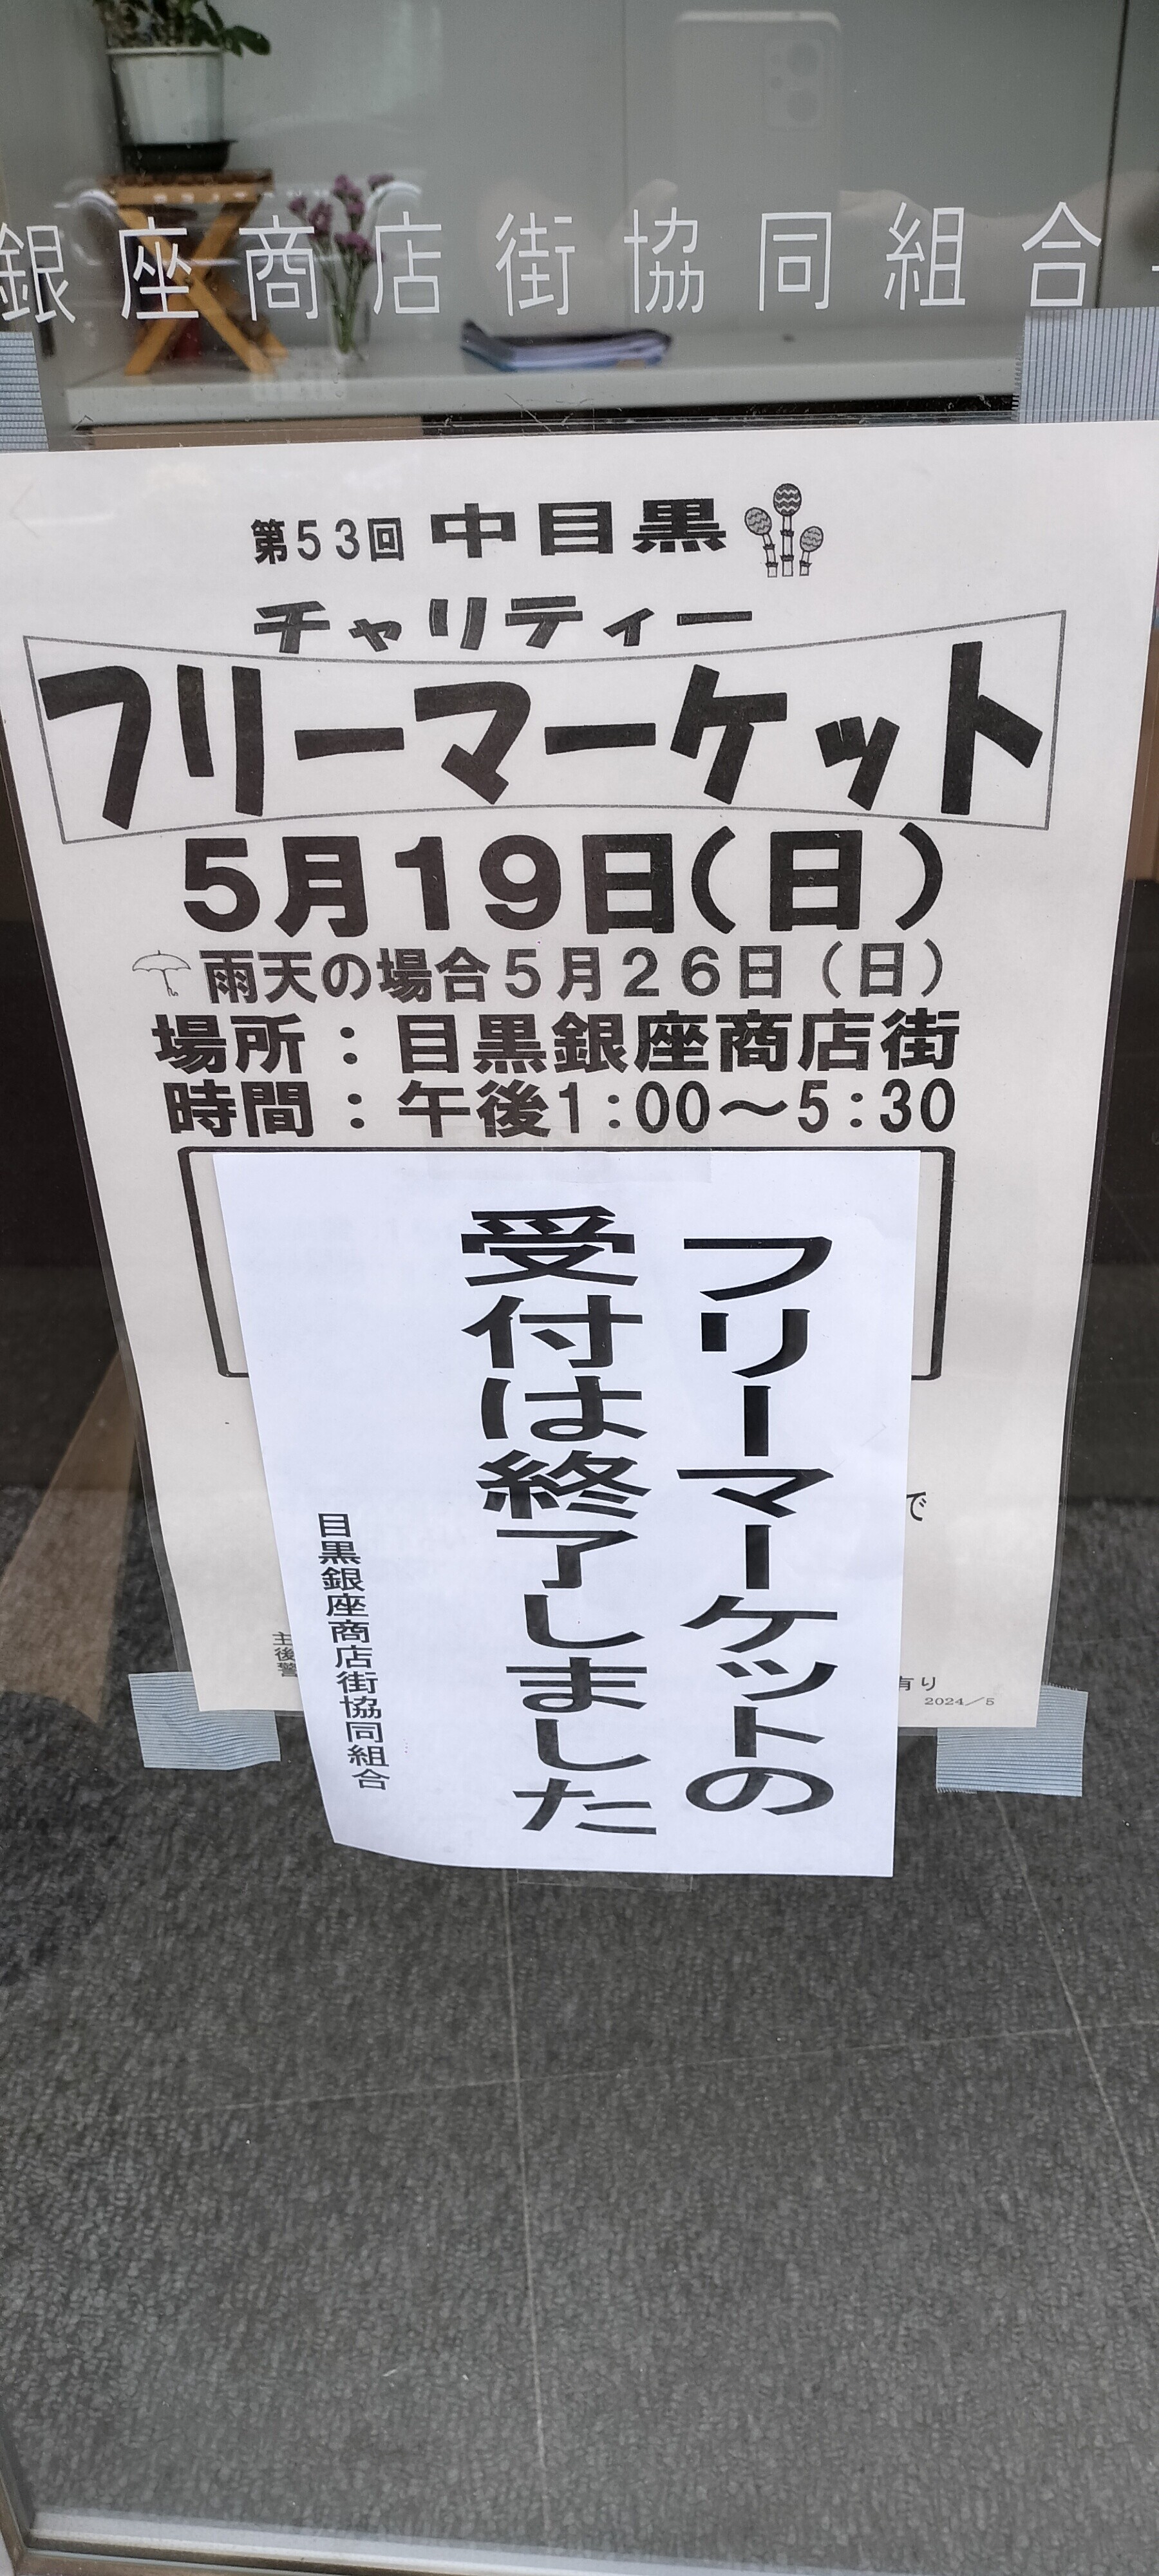 銀座商店街協同組合
第53回 中目黒
チャリティー
フリーマーケット
5月19日(日)
雨天の場合5月26日(日)
場所：目黒銀座商店街
時間：午後1:00〜5:30
フリーマーケットの
受付は終了しました
目黒銀座商店街協同組合
で
主
後
警
有り
2024/5